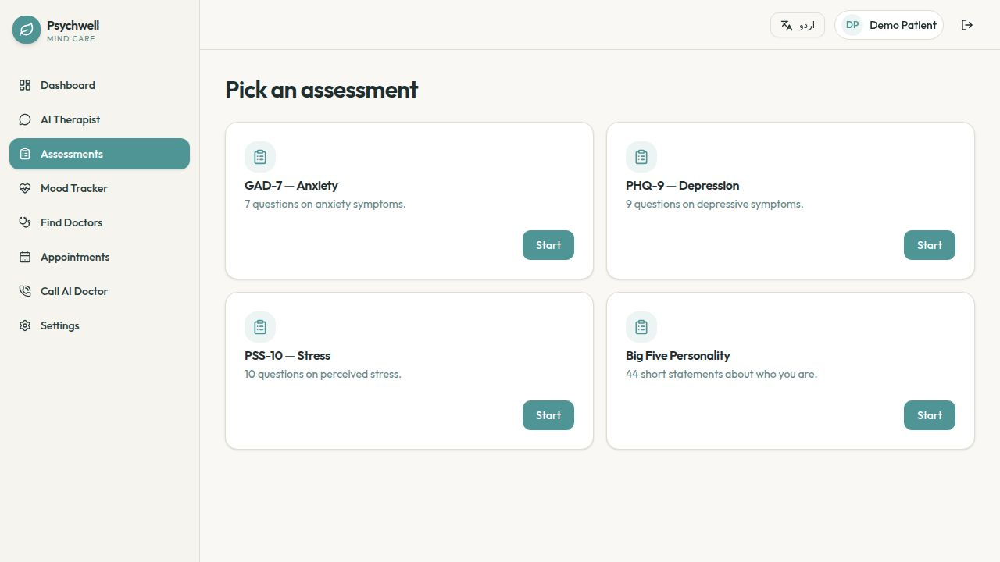 Psychwell
MIND CARE
Dashboard
AI Therapist
Assessments
Mood Tracker
Find Doctors
Appointments
Call AI Doctor
Settings
اردو
DP
Demo Patient
Pick an assessment
GAD-7 — Anxiety
7 questions on anxiety symptoms.
Start
PHQ-9 — Depression
9 questions on depressive symptoms.
Start
PSS-10 — Stress
10 questions on perceived stress.
Start
Big Five Personality
44 short statements about who you are.
Start